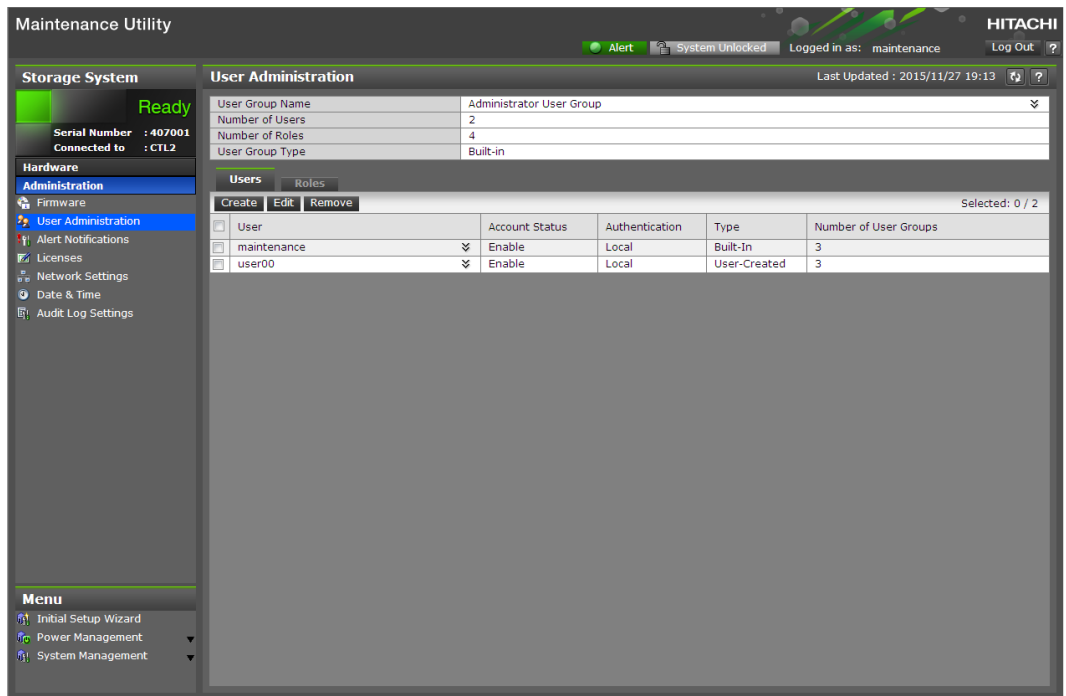 Maintenance Utility
HITACHI
Alert System Unlocked Logged in as: maintenance Log Out ?
Storage System
Ready
Serial Number : 407001
Connected to : CTL2
Hardware
Administration
Firmware
User Administration
Alert Notifications
Licenses
Network Settings
Date & Time
Audit Log Settings
Menu
Initial Setup Wizard
Power Management
System Management
User Administration Last Updated : 2015/11/27 19:13 ?
User Group Name Administrator User Group
Number of Users 2
Number of Roles 4
User Group Type Built-in
Users Roles
Create Edit Remove Selected: 0 / 2
User Account Status Authentication Type Number of User Groups
maintenance Enable Local Built-In 3
user00 Enable Local User-Created 3